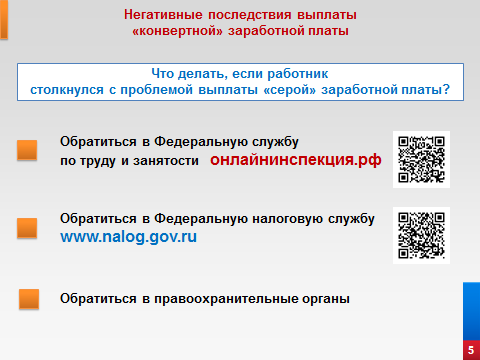 Негативные последствия выплаты
«конвертной» заработной платы
Что делать, если работник
столкнулся с проблемой выплаты «серой» заработной платы?
Обратиться в Федеральную службу
по труду и занятости онлайнинспекция.рф
Обратиться в Федеральную налоговую службу
www.nalog.gov.ru
Обратиться в правоохранительные органы
5